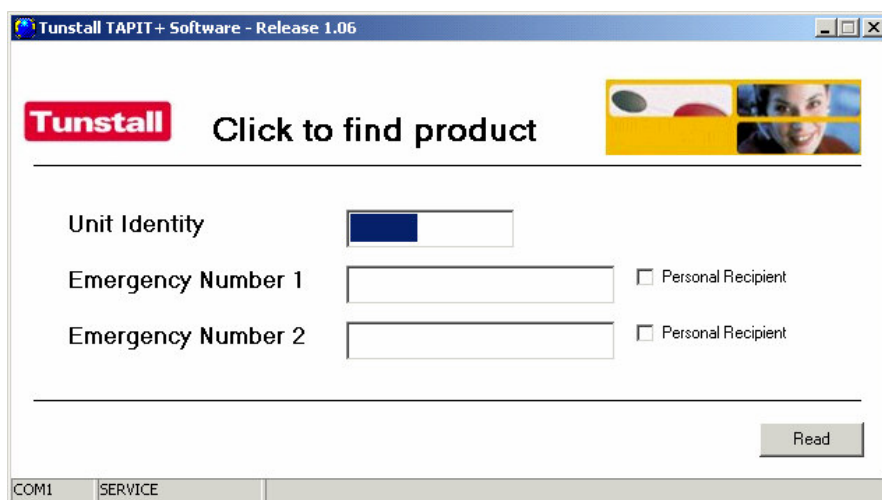 Tunstall TAPIT+ Software - Release 1.06
Tunstall
Click to find product
Unit Identity
Emergency Number 1
Personal Recipient
Emergency Number 2
Personal Recipient
Read
COM1
SERVICE